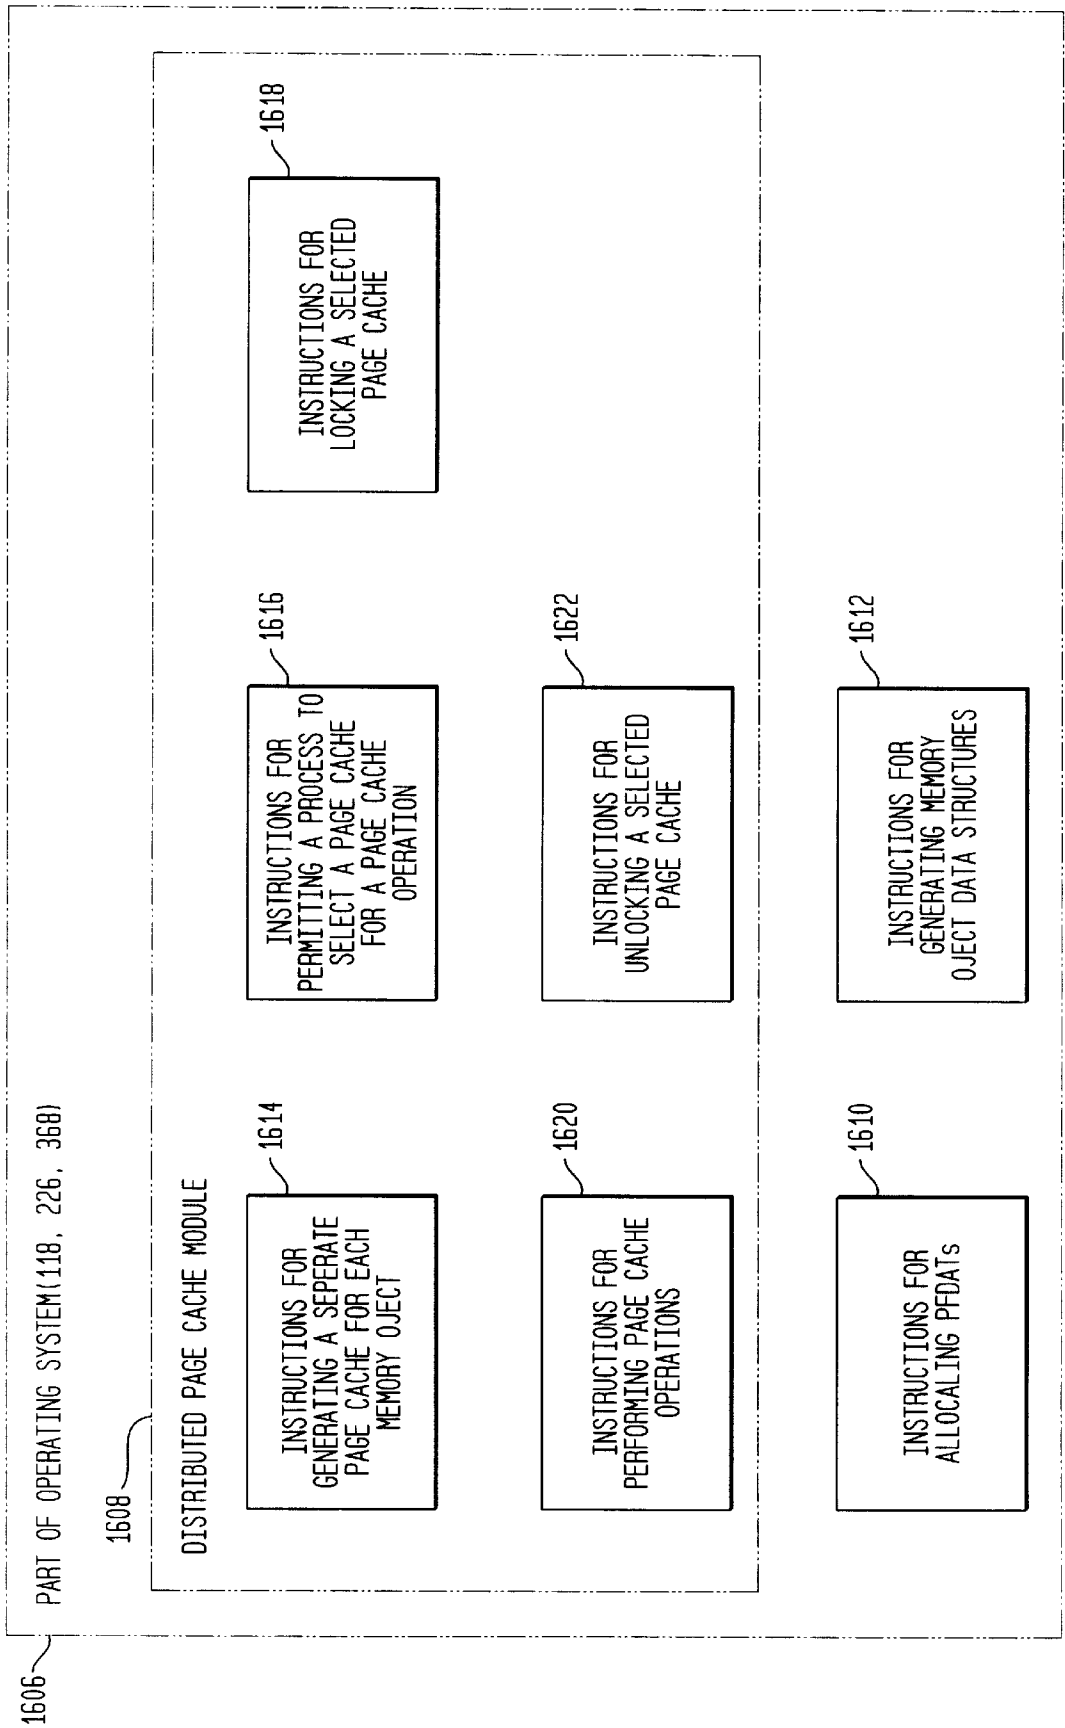 1606
PART OF OPERATING SYSTEM(118, 226, 368)
1608
DISTRIBUTED PAGE CACHE MODULE
1614
INSTRUCTIONS FOR
GENERATING A SEPERATE
PAGE CACHE FOR EACH
MEMORY OJECT
1616
INSTRUCTIONS FOR
PERMITTING A PROCESS TO
SELECT A PAGE CACHE
FOR A PAGE CACHE
OPERATION
1618
INSTRUCTIONS FOR
LOCKING A SELECTED
PAGE CACHE
1620
INSTRUCTIONS FOR
PERFORMING PAGE CACHE
OPERATIONS
1622
INSTRUCTIONS FOR
UNLOCKING A SELECTED
PAGE CACHE
1610
INSTRUCTIONS FOR
ALLOCALING PFDATs
1612
INSTRUCTIONS FOR
GENERATING MEMORY
OJECT DATA STRUCTURES